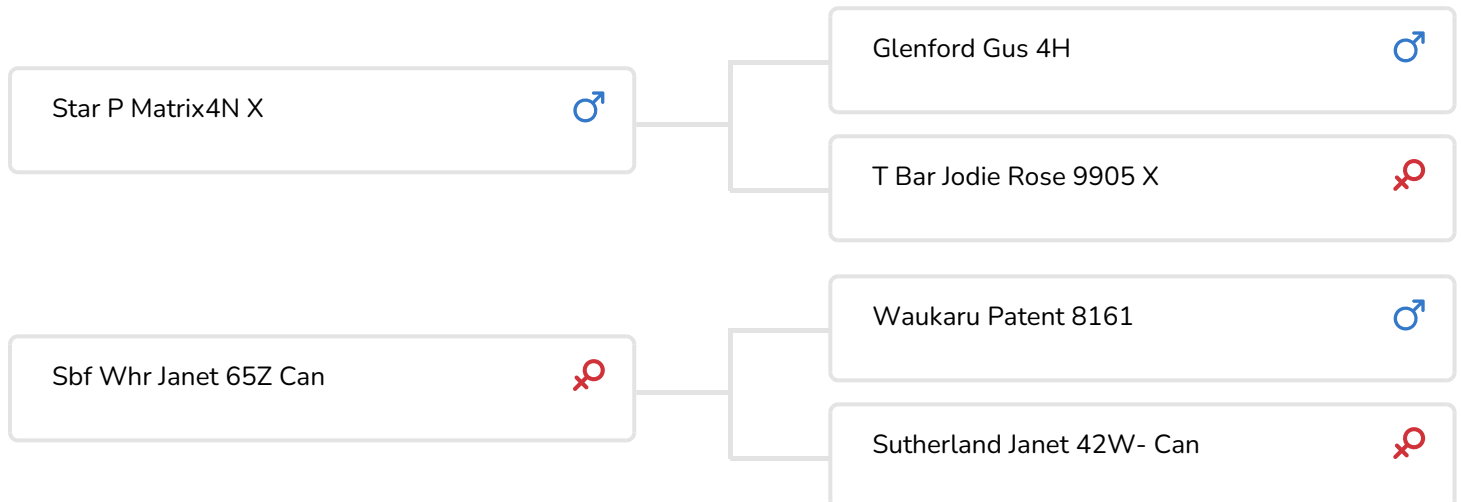 Glenford Gus 4H
Star P Matrix4N X
T Bar Jodie Rose 9905 X
Waukaru Patent 8161
Sbf Whr Janet 65Z Can
Sutherland Janet 42W- Can